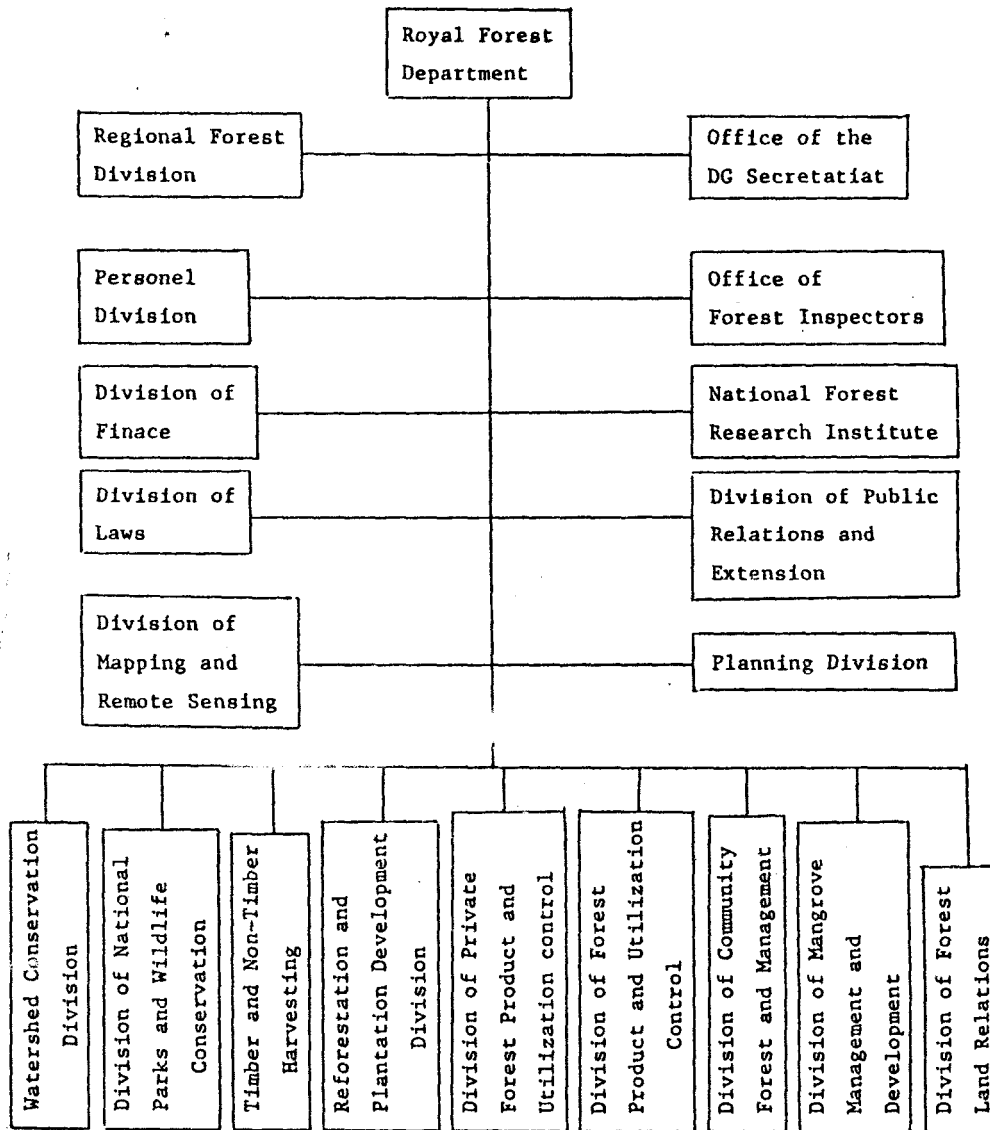 Royal Forest
Department
Regional Forest
Division
Office of the
DG Secretatiat
Personel
Division
Office of
Forest Inspectors
Division of
Finace
National Forest
Research Institute
Division of
Laws
Division of Public
Relations and
Extension
Division of
Mapping and
Remote Sensing
Planning Division
Watershed Conservation
Division
Division of National
Parks and Wildlife
Conservation
Timber and Non-Timber
Harvesting
Reforestation and
Plantation Development
Division
Division of Private
Forest Product and
Utilization control
Division of Forest
Product and Utilization
Control
Division of Community
Forest and Management
Division of Mangrove
Management and
Development
Division of Forest
Land Relations